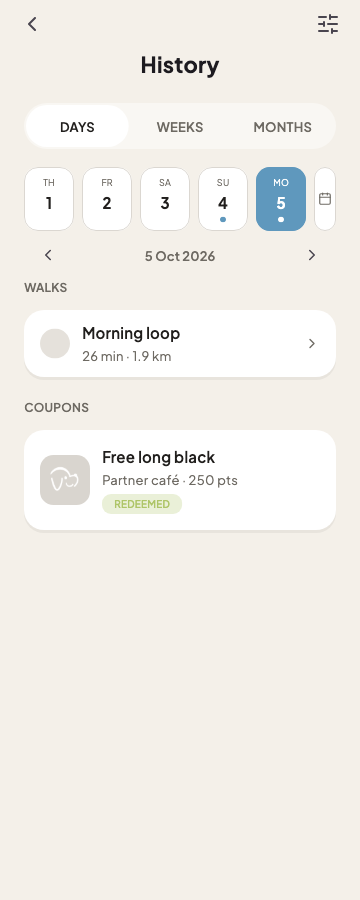 History
DAYS WEEKS MONTHS
TH FR SA SU MO
1 2 3 4 5
5 Oct 2026
WALKS
Morning loop
26 min · 1.9 km
COUPONS
Free long black
Partner café · 250 pts
REDEEMED